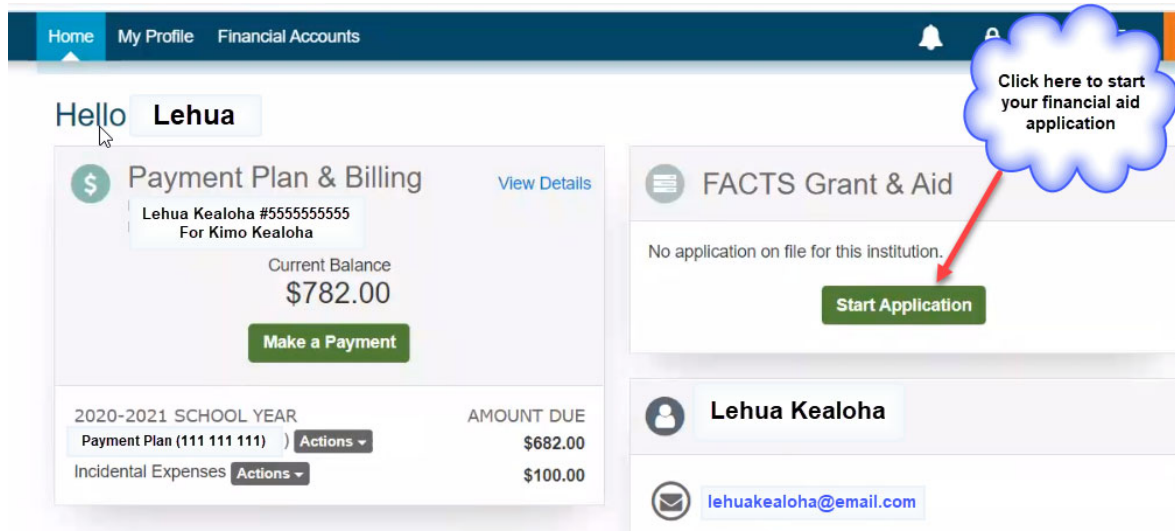 Home My Profile Financial Accounts
Click here to start
your financial aid
application
Hello Lehua
Payment Plan & Billing View Details
Lehua Kealoha #5555555555
For Kimo Kealoha
Current Balance
$782.00
Make a Payment
2020-2021 SCHOOL YEAR AMOUNT DUE
Payment Plan (111 111 111) ) Actions $682.00
Incidental Expenses Actions $100.00
FACTS Grant & Aid
No application on file for this institution.
Start Application
Lehua Kealoha
lehuakealoha@email.com